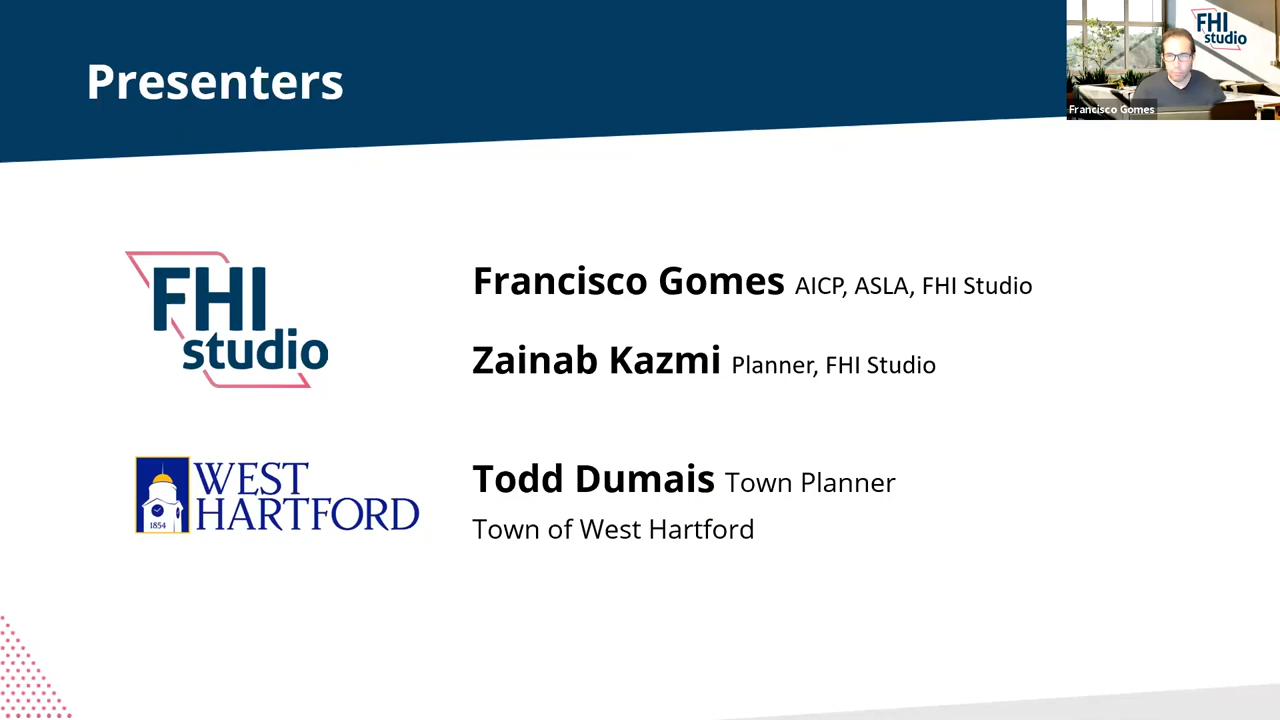 Presenters
FHI
studio
Francisco Gomes
FHI
studio
Francisco Gomes AICP, ASLA, FHI Studio
Zainab Kazmi Planner, FHI Studio
1854
WEST
HARTFORD
Todd Dumais Town Planner
Town of West Hartford